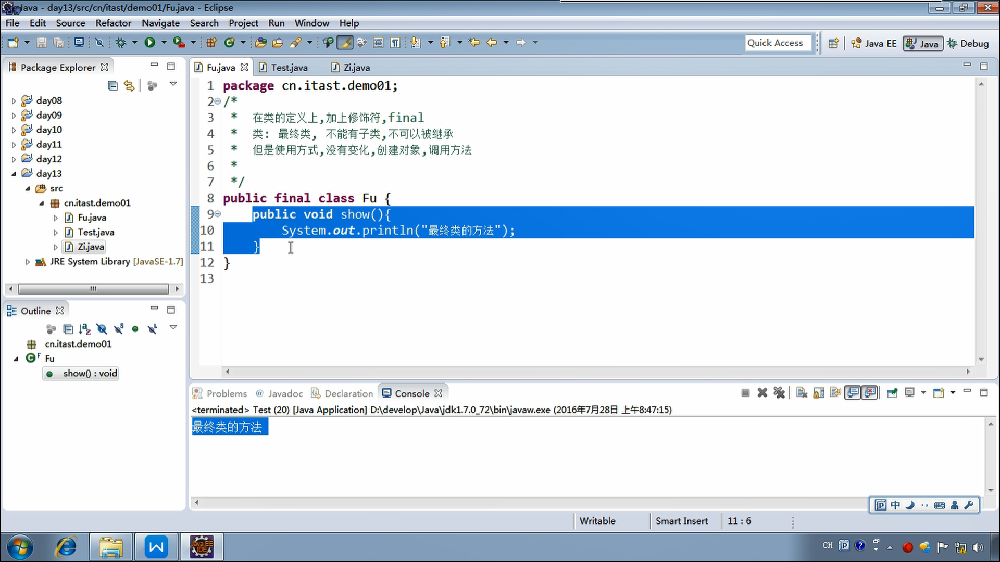 暂停
Java - day13/src/cn/itast/demo01/Fu.java - Eclipse
File Edit Source Refactor Navigate Search Project Run Window Help
Quick Access Java EE Java Debug
Package Explorer
day08
day09
day10
day11
day12
day13
src
cn.itast.demo01
Fu.java
Test.java
Zi.java
JRE System Library [JavaSE-1.7]
Outline
cn.itast.demo01
Fu
show() : void
Fu.java Test.java Zi.java
1 package cn.itast.demo01;
2 /*
3 * 在类的定义上,加上修饰符,final
4 * 类: 最终类, 不能有子类,不可以被继承
5 * 但是使用方式,没有变化,创建对象,调用方法
6 *
7 */
8 public final class Fu {
9 public void show(){
10 System.out.println("最终类的方法");
11 }
12 }
13
Problems @ Javadoc Declaration Console
<terminated> Test (20) [Java Application] D:\develop\Java\jdk1.7.0_72\bin\javaw.exe (2016年7月28日 上午8:47:15)
最终类的方法
中
Writable Smart Insert 11 : 6
Java EE
IDE
CH